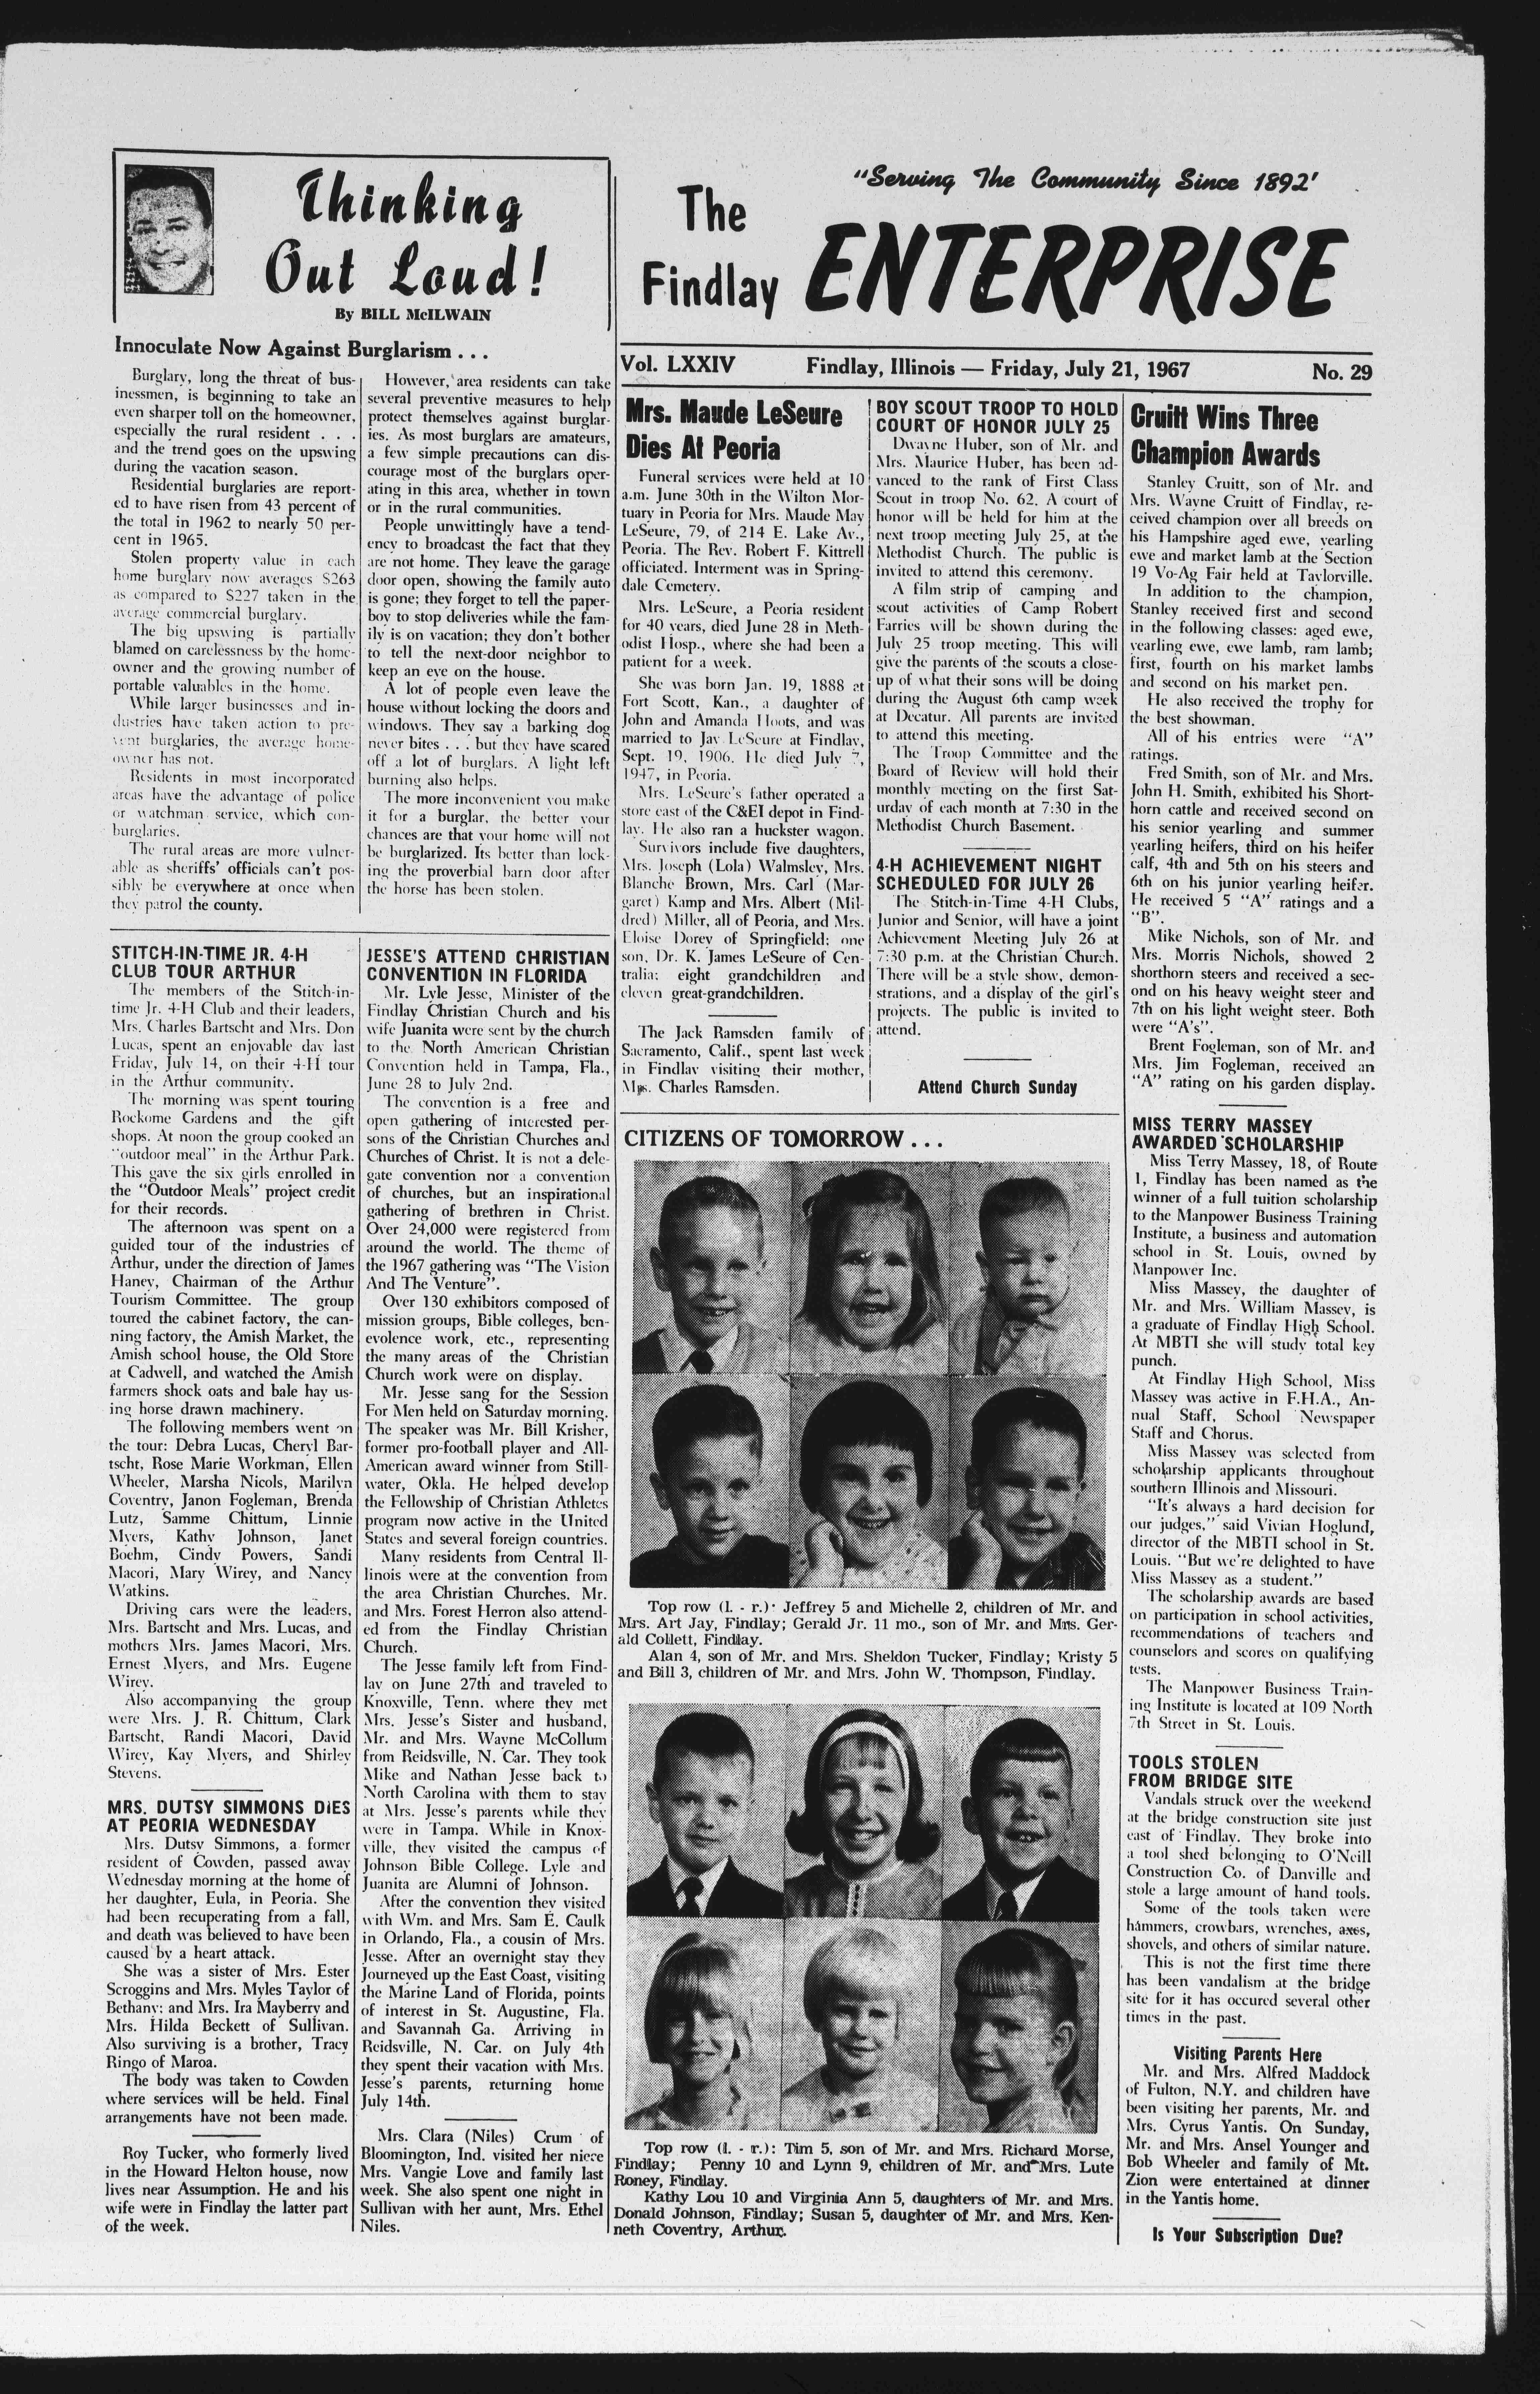 Thinking
Out Loud!
By BILL McILWAIN
Innoculate Now Against Burglarism . . .
Burglary, long the threat of bus-
inessmen, is beginning to take an
even sharper toll on the homeowner,
especially the rural resident . . .
and the trend goes on the upswing
during the vacation season.
Residential burglaries are report-
ed to have risen from 43 percent of
the total in 1962 to nearly 50 per-
cent in 1965.
Stolen property value in each
home burglary now averages $263
as compared to $227 taken in the
average commercial burglary.
The big upswing is partially
blamed on carelessness by the home-
owner and the growing number of
portable valuables in the home.
While larger businesses and in-
dustries have taken action to pre-
vent burglaries, the average home-
owner has not.
Residents in most incorporated
areas have the advantage of police
or watchman service, which con-
burglaries.
The rural areas are more vulner-
able as sheriffs' officials can't pos-
sibly be everywhere at once when
they patrol the county.
However, area residents can take
several preventive measures to help
protect themselves against burglar-
ies. As most burglars are amateurs,
a few simple precautions can dis-
courage most of the burglars oper-
ating in this area, whether in town
or in the rural communities.
People unwittingly have a tend-
ency to broadcast the fact that they
are not home. They leave the garage
door open, showing the family auto
is gone; they forget to tell the paper-
boy to stop deliveries while the fam-
ily is on vacation; they don't bother
to tell the next-door neighbor to
keep an eye on the house.
A lot of people even leave the
house without locking the doors and
windows. They say a barking dog
never bites . . . but they have scared
off a lot of burglars. A light left
burning also helps.
The more inconvenient you make
it for a burglar, the better your
chances are that your home will not
be burglarized. Its better than lock-
ing the proverbial barn door after
the horse has been stolen.
STITCH-IN-TIME JR. 4-H
CLUB TOUR ARTHUR
The members of the Stitch-in-
time Jr. 4-H Club and their leaders,
Mrs. Charles Bartscht and Mrs. Don
Lucas, spent an enjoyable day last
Friday, July 14, on their 4-H tour
in the Arthur community.
The morning was spent touring
Rockome Gardens and the gift
shops. At noon the group cooked an
"outdoor meal" in the Arthur Park.
This gave the six girls enrolled in
the "Outdoor Meals" project credit
for their records.
The afternoon was spent on a
guided tour of the industries of
Arthur, under the direction of James
Haney, Chairman of the Arthur
Tourism Committee. The group
toured the cabinet factory, the can-
ning factory, the Amish Market, the
Amish school house, the Old Store
at Cadwell, and watched the Amish
farmers shock oats and bale hay us-
ing horse drawn machinery.
The following members went on
the tour: Debra Lucas, Cheryl Bar-
tscht, Rose Marie Workman, Ellen
Wheeler, Marsha Nicols, Marilyn
Coventry, Janon Fogleman, Brenda
Lutz, Samme Chittum, Linnie
Myers, Kathy Johnson, Janet
Boehm, Cindy Powers, Sandi
Macori, Mary Wirey, and Nancy
Watkins.
Driving cars were the leaders,
Mrs. Bartscht and Mrs. Lucas, and
mothers Mrs. James Macori, Mrs.
Ernest Myers, and Mrs. Eugene
Wirey.
Also accompanying the group
were Mrs. J. R. Chittum, Clark
Bartscht, Randi Macori, David
Wirey, Kay Myers, and Shirley
Stevens.
MRS. DUTSY SIMMONS DIES
AT PEORIA WEDNESDAY
Mrs. Dutsy Simmons, a former
resident of Cowden, passed away
Wednesday morning at the home of
her daughter, Eula, in Peoria. She
had been recuperating from a fall,
and death was believed to have been
caused by a heart attack.
She was a sister of Mrs. Ester
Scroggins and Mrs. Myles Taylor of
Bethany; and Mrs. Ira Mayberry and
Mrs. Hilda Beckett of Sullivan.
Also surviving is a brother, Tracy
Ringo of Maroa.
The body was taken to Cowden
where services will be held. Final
arrangements have not been made.
Roy Tucker, who formerly lived
in the Howard Helton house, now
lives near Assumption. He and his
wife were in Findlay the latter part
of the week.
JESSE'S ATTEND CHRISTIAN
CONVENTION IN FLORIDA
Mr. Lyle Jesse, Minister of the
Findlay Christian Church and his
wife Juanita were sent by the church
to the North American Christian
Convention held in Tampa, Fla.,
June 28 to July 2nd.
The convention is a free and
open gathering of interested per-
sons of the Christian Churches and
Churches of Christ. It is not a dele-
gate convention nor a convention
of churches, but an inspirational
gathering of brethren in Christ.
Over 24,000 were registered from
around the world. The theme of
the 1967 gathering was "The Vision
And The Venture".
Over 130 exhibitors composed of
mission groups, Bible colleges, ben-
evolence work, etc., representing
the many areas of the Christian
Church work were on display.
Mr. Jesse sang for the Session
For Men held on Saturday morning.
The speaker was Mr. Bill Krisher,
former pro-football player and All-
American award winner from Still-
water, Okla. He helped develop
the Fellowship of Christian Athletes
program now active in the United
States and several foreign countries.
Many residents from Central Il-
linois were at the convention from
the area Christian Churches. Mr.
and Mrs. Forest Herron also attend-
ed from the Findlay Christian
Church.
The Jesse family left from Find-
lay on June 27th and traveled to
Knoxville, Tenn. where they met
Mrs. Jesse's Sister and husband,
Mr. and Mrs. Wayne McCollum
from Reidsville, N. Car. They took
Mike and Nathan Jesse back to
North Carolina with them to stay
at Mrs. Jesse's parents while they
were in Tampa. While in Knox-
ville, they visited the campus of
Johnson Bible College. Lyle and
Juanita are Alumni of Johnson.
After the convention they visited
with Wm. and Mrs. Sam E. Caulk
in Orlando, Fla., a cousin of Mrs.
Jesse. After an overnight stay they
Journeyed up the East Coast, visiting
the Marine Land of Florida, points
of interest in St. Augustine, Fla.
and Savannah Ga. Arriving in
Reidsville, N. Car. on July 4th
they spent their vacation with Mrs.
Jesse's parents, returning home
July 14th.
Mrs. Clara (Niles) Crum of
Bloomington, Ind. visited her niece
Mrs. Vangie Love and family last
week. She also spent one night in
Sullivan with her aunt, Mrs. Ethel
Niles.
"Serving The Community Since 1892'
The
Findlay
ENTERPRISE
Vol. LXXIV Findlay, Illinois — Friday, July 21, 1967 No. 29
Mrs. Maude LeSeure
Dies At Peoria
Funeral services were held at 10
a.m. June 30th in the Wilton Mor-
tuary in Peoria for Mrs. Maude May
LeSeure, 79, of 214 E. Lake Av.,
Peoria. The Rev. Robert F. Kittrell
officiated. Interment was in Spring-
dale Cemetery.
Mrs. LeSeure, a Peoria resident
for 40 years, died June 28 in Meth-
odist Hosp., where she had been a
patient for a week.
She was born Jan. 19, 1888 at
Fort Scott, Kan., a daughter of
John and Amanda Hoots, and was
married to Jay LeSeure at Findlay,
Sept. 19, 1906. He died July 7,
1947, in Peoria.
Mrs. LeSeure's father operated a
store east of the C&EI depot in Find-
lay. He also ran a huckster wagon.
Survivors include five daughters,
Mrs. Joseph (Lola) Walmsley, Mrs.
Blanche Brown, Mrs. Carl (Mar-
garet) Kamp and Mrs. Albert (Mil-
dred) Miller, all of Peoria, and Mrs.
Eloise Dorey of Springfield; one
son, Dr. K. James LeSeure of Cen-
tralia; eight grandchildren and
eleven great-grandchildren.
The Jack Ramsden family of
Sacramento, Calif., spent last week
in Findlay visiting their mother,
Mrs. Charles Ramsden.
BOY SCOUT TROOP TO HOLD
COURT OF HONOR JULY 25
Dwayne Huber, son of Mr. and
Mrs. Maurice Huber, has been ad-
vanced to the rank of First Class
Scout in troop No. 62. A court of
honor will be held for him at the
next troop meeting July 25, at the
Methodist Church. The public is
invited to attend this ceremony.
A film strip of camping and
scout activities of Camp Robert
Farries will be shown during the
July 25 troop meeting. This will
give the parents of the scouts a close-
up of what their sons will be doing
during the August 6th camp week
at Decatur. All parents are invited
to attend this meeting.
The Troop Committee and the
Board of Review will hold their
monthly meeting on the first Sat-
urday of each month at 7:30 in the
Methodist Church Basement.
4-H ACHIEVEMENT NIGHT
SCHEDULED FOR JULY 26
The Stitch-in-Time 4-H Clubs,
Junior and Senior, will have a joint
Achievement Meeting July 26 at
7:30 p.m. at the Christian Church.
There will be a style show, demon-
strations, and a display of the girl's
projects. The public is invited to
attend.
Attend Church Sunday
CITIZENS OF TOMORROW . . .
Top row (l. - r.): Jeffrey 5 and Michelle 2, children of Mr. and
Mrs. Art Jay, Findlay; Gerald Jr. 11 mo., son of Mr. and Mrs. Ger-
ald Collett, Findlay.
Alan 4, son of Mr. and Mrs. Sheldon Tucker, Findlay; Kristy 5
and Bill 3, children of Mr. and Mrs. John W. Thompson, Findlay.
Top row (l. - r.): Tim 5, son of Mr. and Mrs. Richard Morse,
Findlay; Penny 10 and Lynn 9, children of Mr. and Mrs. Lute
Roney, Findlay.
Kathy Lou 10 and Virginia Ann 5, daughters of Mr. and Mrs.
Donald Johnson, Findlay; Susan 5, daughter of Mr. and Mrs. Ken-
neth Coventry, Arthur.
Cruitt Wins Three
Champion Awards
Stanley Cruitt, son of Mr. and
Mrs. Wayne Cruitt of Findlay, re-
ceived champion over all breeds on
his Hampshire aged ewe, yearling
ewe and market lamb at the Section
19 Vo-Ag Fair held at Taylorville.
In addition to the champion,
Stanley received first and second
in the following classes: aged ewe,
yearling ewe, ewe lamb, ram lamb;
first, fourth on his market lambs
and second on his market pen.
He also received the trophy for
the best showman.
All of his entries were "A"
ratings.
Fred Smith, son of Mr. and Mrs.
John H. Smith, exhibited his Short-
horn cattle and received second on
his senior yearling and summer
yearling heifers, third on his heifer
calf, 4th and 5th on his steers and
6th on his junior yearling heifer.
He received 5 "A" ratings and a
"B".
Mike Nichols, son of Mr. and
Mrs. Morris Nichols, showed 2
shorthorn steers and received a sec-
ond on his heavy weight steer and
7th on his light weight steer. Both
were "A's".
Brent Fogleman, son of Mr. and
Mrs. Jim Fogleman, received an
"A" rating on his garden display.
MISS TERRY MASSEY
AWARDED SCHOLARSHIP
Miss Terry Massey, 18, of Route
1, Findlay has been named as the
winner of a full tuition scholarship
to the Manpower Business Training
Institute, a business and automation
school in St. Louis, owned by
Manpower Inc.
Miss Massey, the daughter of
Mr. and Mrs. William Massey, is
a graduate of Findlay High School.
At MBTI she will study total key
punch.
At Findlay High School, Miss
Massey was active in F.H.A., An-
nual Staff, School Newspaper
Staff and Chorus.
Miss Massey was selected from
scholarship applicants throughout
southern Illinois and Missouri.
"It's always a hard decision for
our judges," said Vivian Hoglund,
director of the MBTI school in St.
Louis. "But we're delighted to have
Miss Massey as a student."
The scholarship awards are based
on participation in school activities,
recommendations of teachers and
counselors and scores on qualifying
tests.
The Manpower Business Train-
ing Institute is located at 109 North
7th Street in St. Louis.
TOOLS STOLEN
FROM BRIDGE SITE
Vandals struck over the weekend
at the bridge construction site just
east of Findlay. They broke into
a tool shed belonging to O'Neill
Construction Co. of Danville and
stole a large amount of hand tools.
Some of the tools taken were
hammers, crowbars, wrenches, axes,
shovels, and others of similar nature.
This is not the first time there
has been vandalism at the bridge
site for it has occured several other
times in the past.
Visiting Parents Here
Mr. and Mrs. Alfred Maddock
of Fulton, N.Y. and children have
been visiting her parents, Mr. and
Mrs. Cyrus Yantis. On Sunday,
Mr. and Mrs. Ansel Younger and
Bob Wheeler and family of Mt.
Zion were entertained at dinner
in the Yantis home.
Is Your Subscription Due?